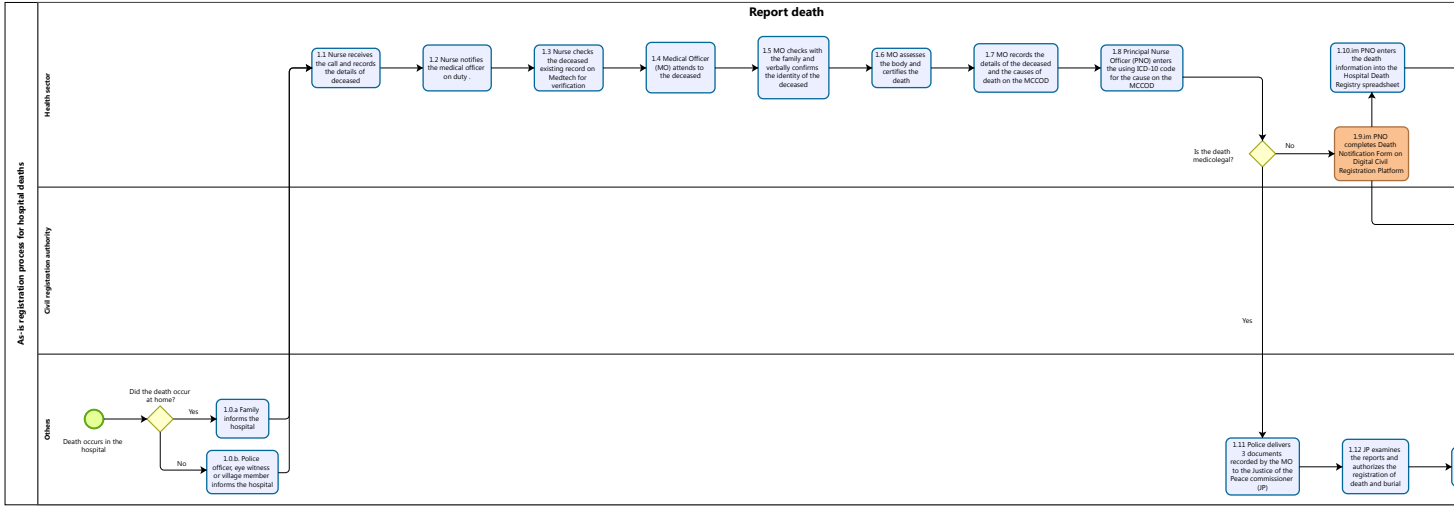 Report death
As-is registration process for hospital deaths
Health sector
1.1 Nurse receives
the call and records
the details of
deceased
1.2 Nurse notifies
the medical officer
on duty .
1.3 Nurse checks
the deceased
existing record on
Medtech for
verification
1.4 Medical Officer
(MO) attends to
the deceased
1.5 MO checks with
the family and
verbally confirms
the identity of the
deceased
1.6 MO assesses
the body and
certifies the
death
1.7 MO records the
details of the deceased
and the causes of
death on the MCCOD
1.8 Principal Nurse
Officer (PNO) enters
the using ICD-10 code
for the cause on the
MCCOD
Is the death
medicolegal?
No
1.9.im PNO
completes Death
Notification Form on
Digital Civil
Registration Platform
1.10.im PNO enters
the death
information into the
Hospital Death
Registry spreadsheet
Civil registration authority
Yes
Others
Death occurs in the
hospital
Did the death occur
at home?
Yes
1.0.a Family
informs the
hospital
No
1.0.b. Police
officer, eye witness
or village member
informs the hospital
1.11 Police delivers
3 documents
recorded by the MO
to the Justice of the
Peace commissioner
(JP)
1.12 JP examines
the reports and
authorizes the
registration of
death and burial